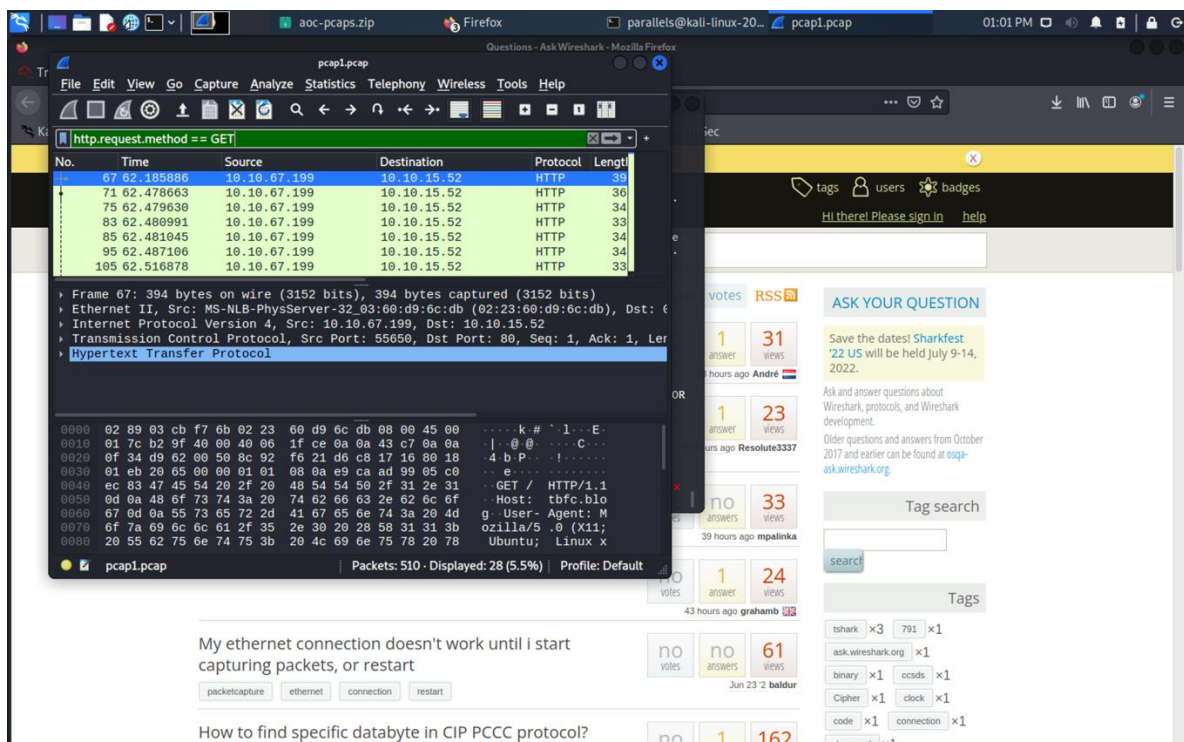 aoc-pcaps.zip
Firefox
parallels@kali-linux-20...
pcap1.pcap
01:01 PM
Questions - Ask Wireshark - Mozilla Firefox
pcap1.pcap
File Edit View Go Capture Analyze Statistics Telephony Wireless Tools Help
http.request.method == GET
No. Time Source Destination Protocol Lengtl
67 62.185886 10.10.67.199 10.10.15.52 HTTP 39
71 62.478663 10.10.67.199 10.10.15.52 HTTP 36
75 62.479630 10.10.67.199 10.10.15.52 HTTP 34
83 62.480991 10.10.67.199 10.10.15.52 HTTP 33
85 62.481045 10.10.67.199 10.10.15.52 HTTP 34
95 62.487106 10.10.67.199 10.10.15.52 HTTP 34
105 62.516878 10.10.67.199 10.10.15.52 HTTP 33
Frame 67: 394 bytes on wire (3152 bits), 394 bytes captured (3152 bits)
Ethernet II, Src: MS-NLB-PhysServer-32_03:60:d9:6c:db (02:23:60:d9:6c:db), Dst: 0
Internet Protocol Version 4, Src: 10.10.67.199, Dst: 10.10.15.52
Transmission Control Protocol, Src Port: 55650, Dst Port: 80, Seq: 1, Ack: 1, Ler
Hypertext Transfer Protocol
0000 02 89 03 cb f7 6b 02 23 60 d9 6c db 08 00 45 00 ·····k·# `·l···E·
0010 01 7c b2 9f 40 00 40 06 1f ce 0a 0a 43 c7 0a 0a ·|··@·@· ····C···
0020 0f 34 d9 62 00 50 8c 92 f6 21 d6 c8 17 16 80 18 ·4·b·P·· ·!······
0030 01 eb 20 65 00 00 01 01 08 0a e9 ca ad 99 05 c0 ·· e···· ········
0040 ec 83 47 45 54 20 2f 20 48 54 54 50 2f 31 2e 31 ··GET / HTTP/1.1
0050 0d 0a 48 6f 73 74 3a 20 74 62 66 63 2e 62 6c 6f ··Host: tbfc.blo
0060 67 0d 0a 55 73 65 72 2d 41 67 65 6e 74 3a 20 4d g··User- Agent: M
0070 6f 7a 69 6c 6c 61 2f 35 2e 30 20 28 58 31 31 3b ozilla/5 .0 (X11;
0080 20 55 62 75 6e 74 75 3b 20 4c 69 6e 75 78 20 78 Ubuntu; Linux x
pcap1.pcap
Packets: 510 · Displayed: 28 (5.5%)
Profile: Default
Sec
tags users badges
Hi there! Please sign in help
votes RSS
1 answer 31 views
hours ago André
1 answer 23 views
urs ago Resolute3337
no answers 33 views
39 hours ago mpalinka
no votes 1 answer 24 views
43 hours ago grahamb
My ethernet connection doesn't work until i start
capturing packets, or restart
packetcapture ethernet connection restart
no votes no answers 61 views
Jun 23 '2 baldur
How to find specific databyte in CIP PCCC protocol?
no 1 162
ASK YOUR QUESTION
Save the dates! Sharkfest
'22 US will be held July 9-14,
2022.
Ask and answer questions about
Wireshark, protocols, and Wireshark
development.
Older questions and answers from October
2017 and earlier can be found at osqa-
ask.wireshark.org.
Tag search
search
Tags
tshark ×3 791 ×1
ask.wireshark.org ×1
binary ×1 ccsds ×1
Cipher ×1 clock ×1
code ×1 connection ×1